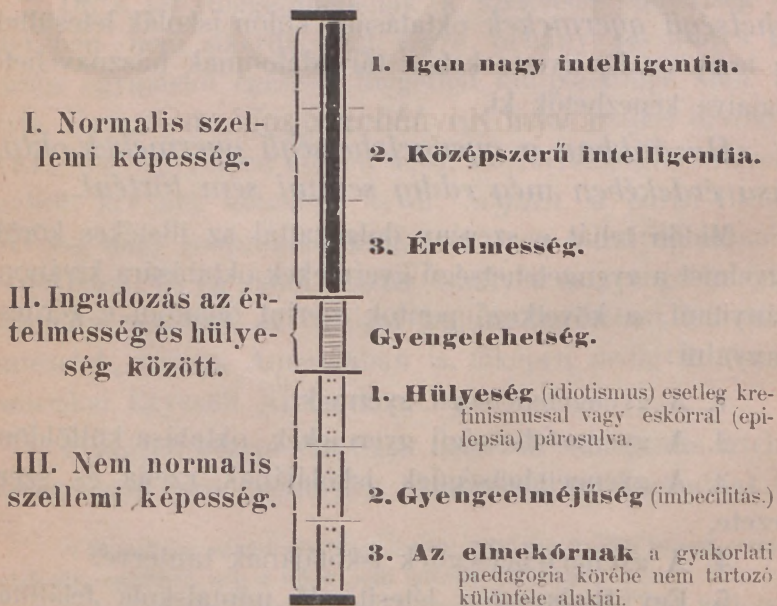 1. Igen nagy intelligentia.
I. Normalis szel-
lemi képesség.
2. Középszerű intelligentia.
3. Értelmesség.
II. Ingadozás az ér-
telmesség és hülye-
ség között.
Gyengetehetség.
1. Hülyeség (idiotismus) esetleg kre-
tinismussal vagy eskórral (epi-
lepsia) párosulva.
III. Nem normalis
szellemi képesség.
2. Gyengeelméjűség (imbecilitás.)
3. Az elmekórnak a gyakorlati
paedagogia körébe nem tartozó
különféle alakjai.